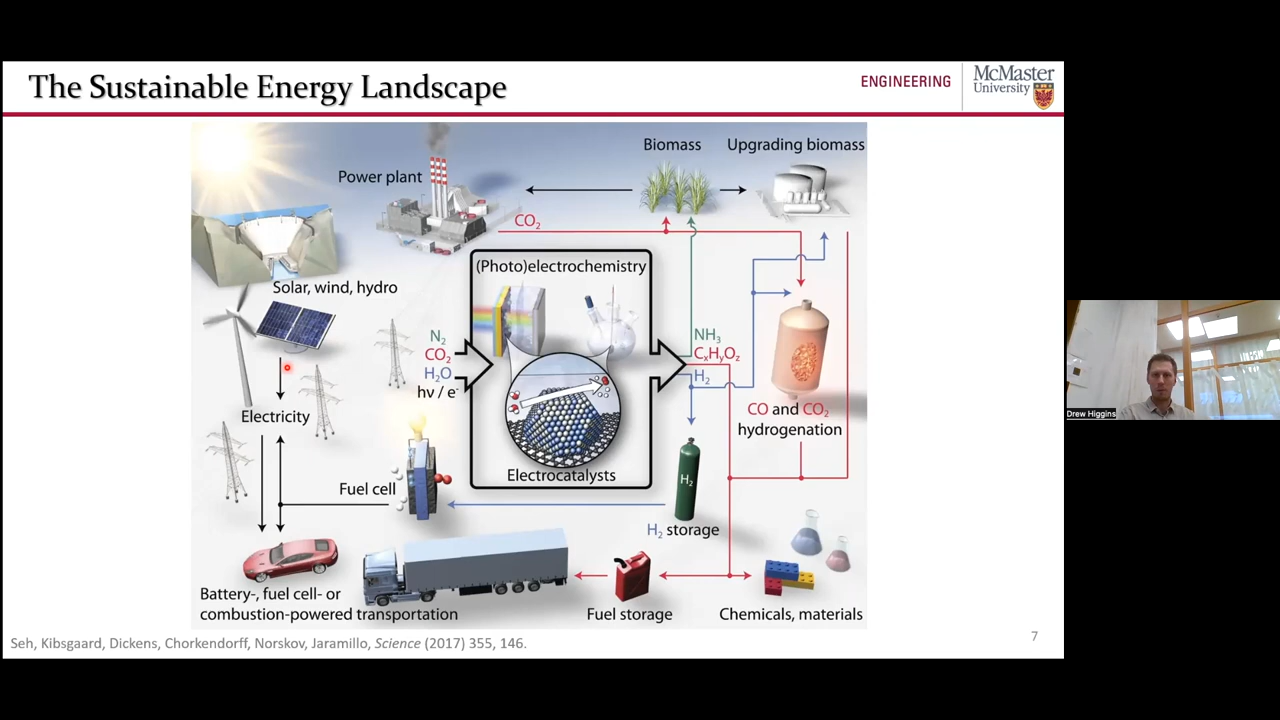 The Sustainable Energy Landscape
ENGINEERING
McMaster
University
Biomass
Upgrading biomass
Power plant
CO₂
(Photo)electrochemistry
Solar, wind, hydro
N₂
CO₂
H₂O
hν / e⁻
NH₃
CₓHᵧO_z
H₂
CO and CO₂
hydrogenation
Electricity
Electrocatalysts
Fuel cell
H₂
H₂ storage
Battery-, fuel cell- or
combustion-powered transportation
Fuel storage
Chemicals, materials
Seh, Kibsgaard, Dickens, Chorkendorff, Norskov, Jaramillo, Science (2017) 355, 146.
7
Drew Higgins